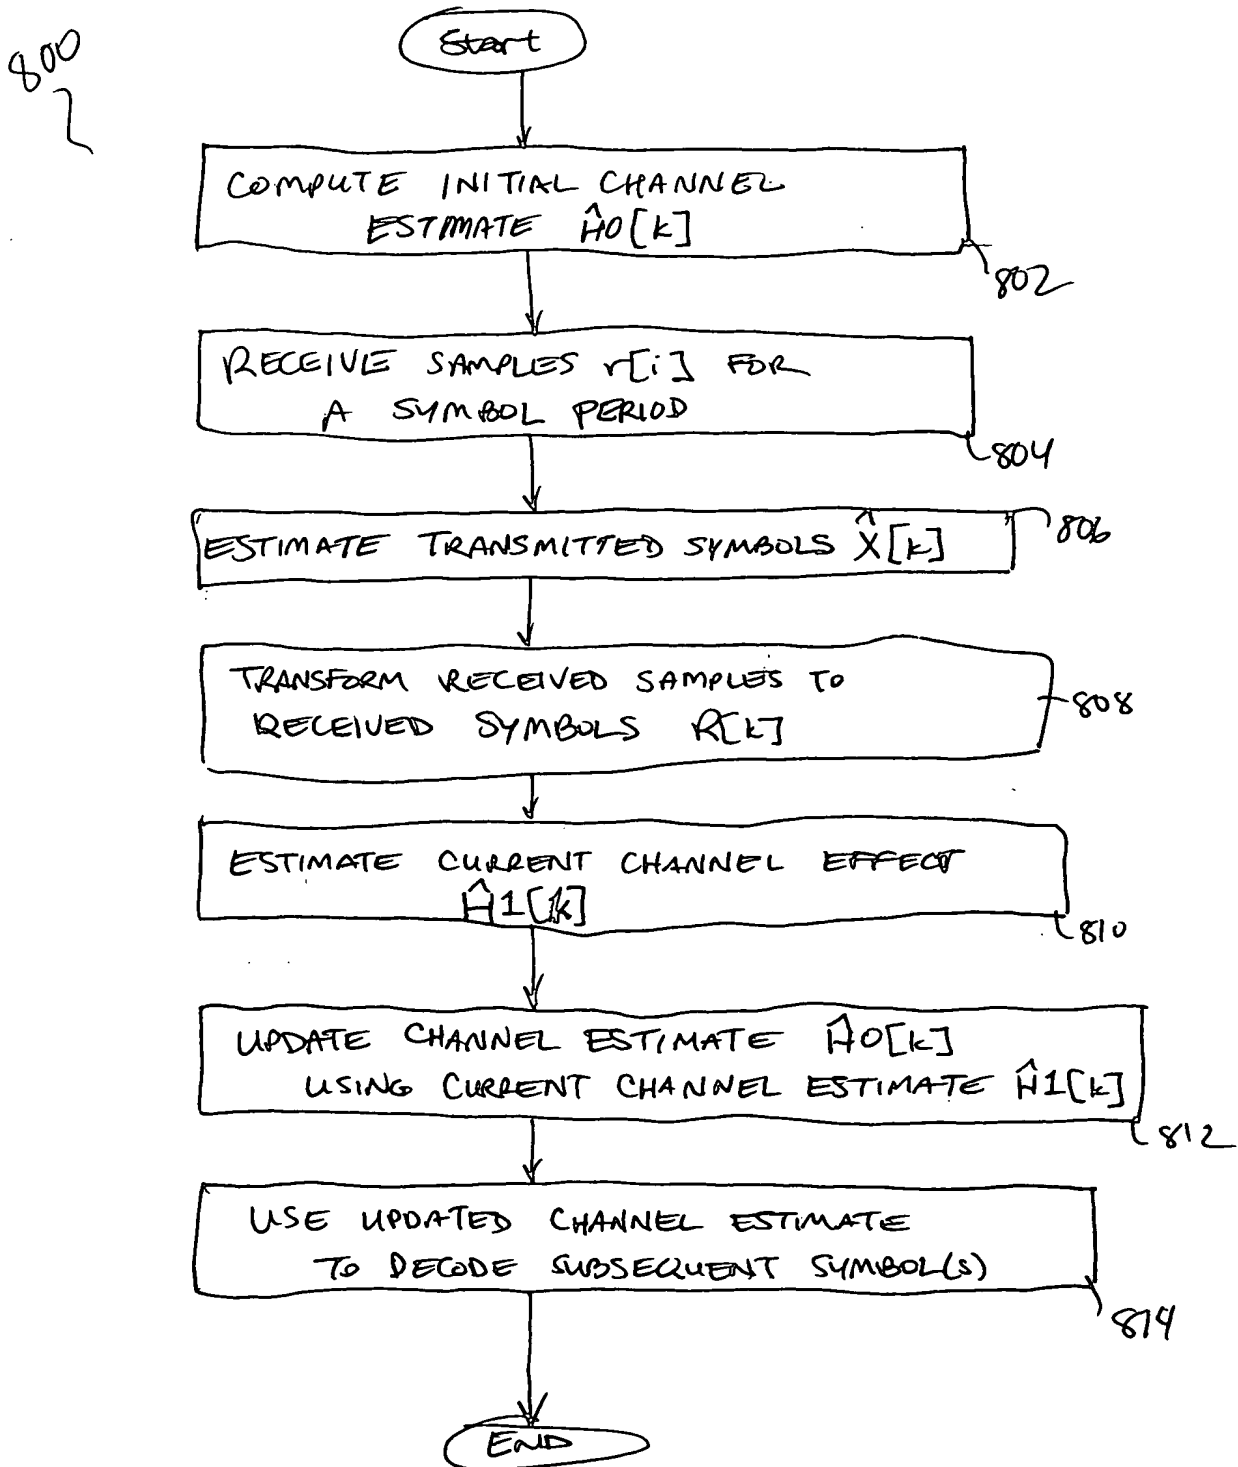 800
Start
COMPUTE INITIAL CHANNEL
ESTIMATE Ĥ0[k]
802
RECEIVE SAMPLES r[i] FOR
A SYMBOL PERIOD
804
ESTIMATE TRANSMITTED SYMBOLS X̂[k]
806
TRANSFORM RECEIVED SAMPLES TO
RECEIVED SYMBOLS R[k]
808
ESTIMATE CURRENT CHANNEL EFFECT
Ĥ1[k]
810
UPDATE CHANNEL ESTIMATE Ĥ0[k]
USING CURRENT CHANNEL ESTIMATE Ĥ1[k]
812
USE UPDATED CHANNEL ESTIMATE
TO DECODE SUBSEQUENT SYMBOL(S)
814
END